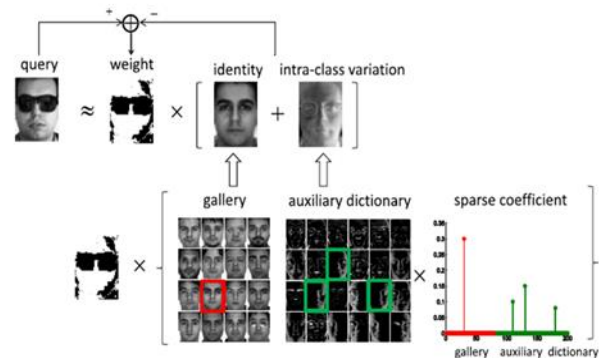 + −
query weight identity intra-class variation
≈ × [ + ]
gallery auxiliary dictionary sparse coefficient
× ×
0.35
0.3
0.25
0.2
0.15
0.1
0.05
0 100 150 200
gallery auxiliary dictionary